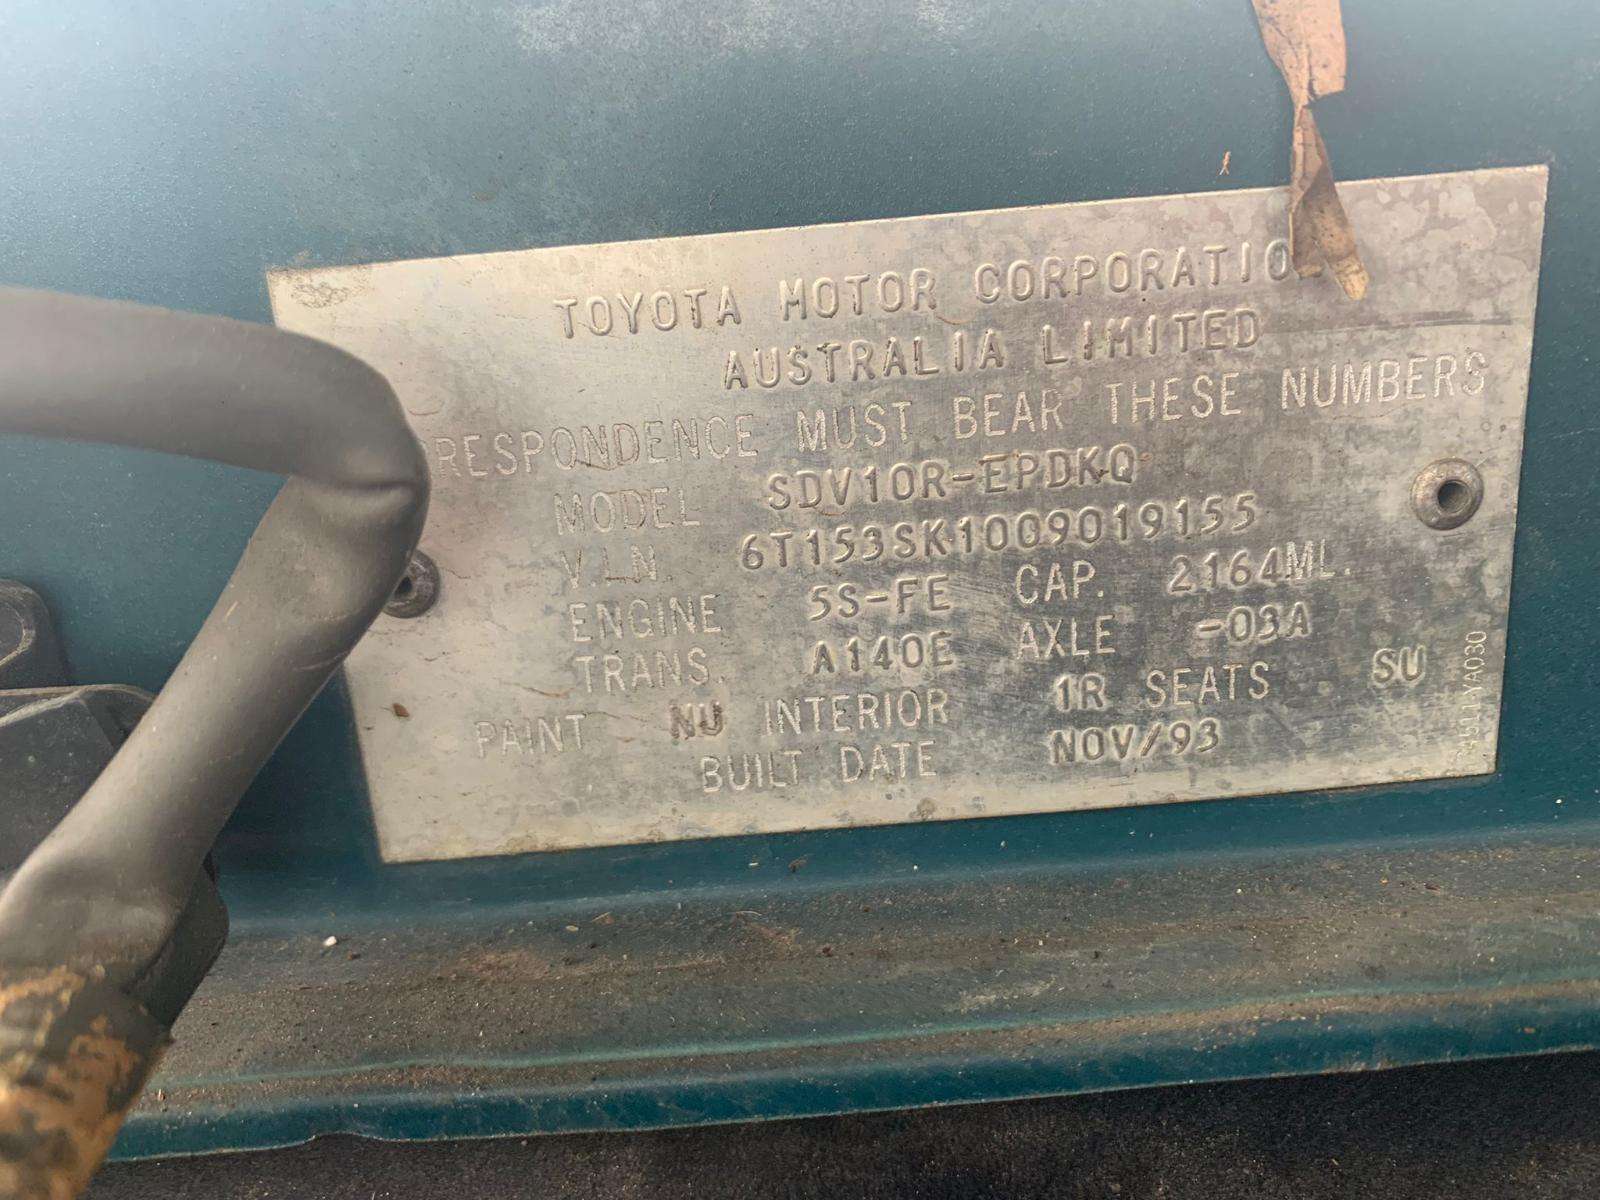 TOYOTA MOTOR CORPORATIO
AUSTRALIA LIMITED
RESPONDENCE MUST BEAR THESE NUMBERS
MODEL SDV10R-EPDKQ
V.I.N. 6T153SK1009019155
ENGINE 5S-FE CAP. 2164ML.
TRANS. A140E AXLE -03A
PAINT NU INTERIOR 1R SEATS SU
BUILT DATE NOV/93